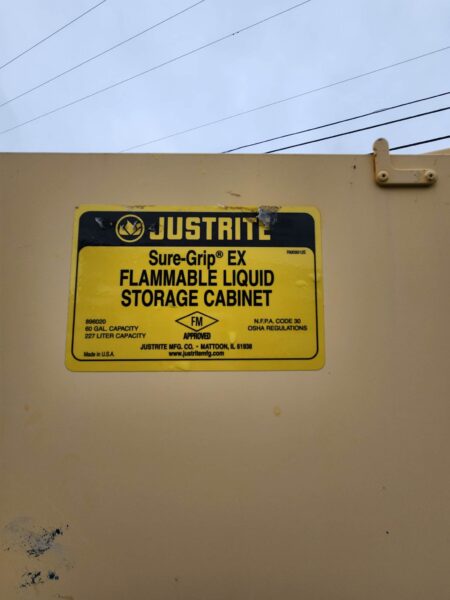 JUSTRITE
Sure-Grip® EX
FLAMMABLE LIQUID
STORAGE CABINET
896020
60 GAL. CAPACITY
227 LITER CAPACITY
FM
APPROVED
N.F.P.A. CODE 30
OSHA REGULATIONS
JUSTRITE MFG. CO. • MATTOON, IL 61938
Made in U.S.A.
www.justritemfg.com